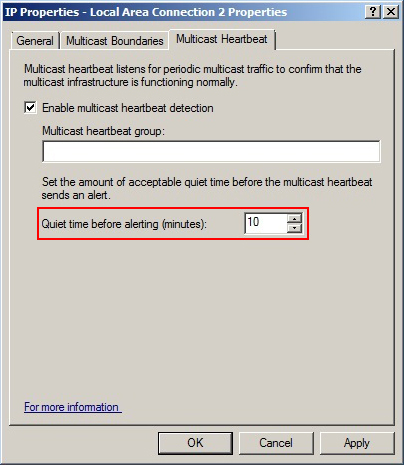 IP Properties - Local Area Connection 2 Properties
General
Multicast Boundaries
Multicast Heartbeat
Multicast heartbeat listens for periodic multicast traffic to confirm that the
multicast infrastructure is functioning normally.
Enable multicast heartbeat detection
Multicast heartbeat group:
Set the amount of acceptable quiet time before the multicast heartbeat
sends an alert.
Quiet time before alerting (minutes):
10
For more information
OK
Cancel
Apply